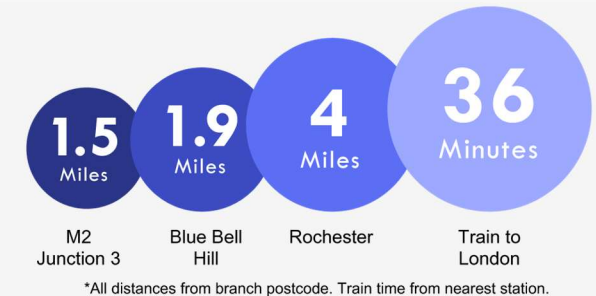 1.5
Miles
1.9
Miles
4
Miles
36
Minutes
M2
Junction 3
Blue Bell
Hill
Rochester
Train to
London
*All distances from branch postcode. Train time from nearest station.